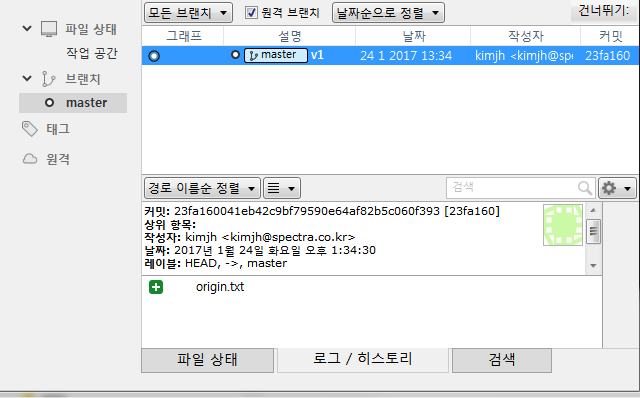 모든 브랜치 원격 브랜치 날짜순으로 정렬 건너뛰기:
파일 상태
작업 공간
브랜치
master
태그
원격
그래프 설명 날짜 작성자 커밋
master v1 24 1 2017 13:34 kimjh <kimjh@spe 23fa160
경로 이름순 정렬 검색
커밋: 23fa160041eb42c9bf79590e64af82b5c060f393 [23fa160]
상위 항목:
작성자: kimjh <kimjh@spectra.co.kr>
날짜: 2017년 1월 24일 화요일 오후 1:34:30
레이블: HEAD, ->, master
origin.txt
파일 상태 로그 / 히스토리 검색